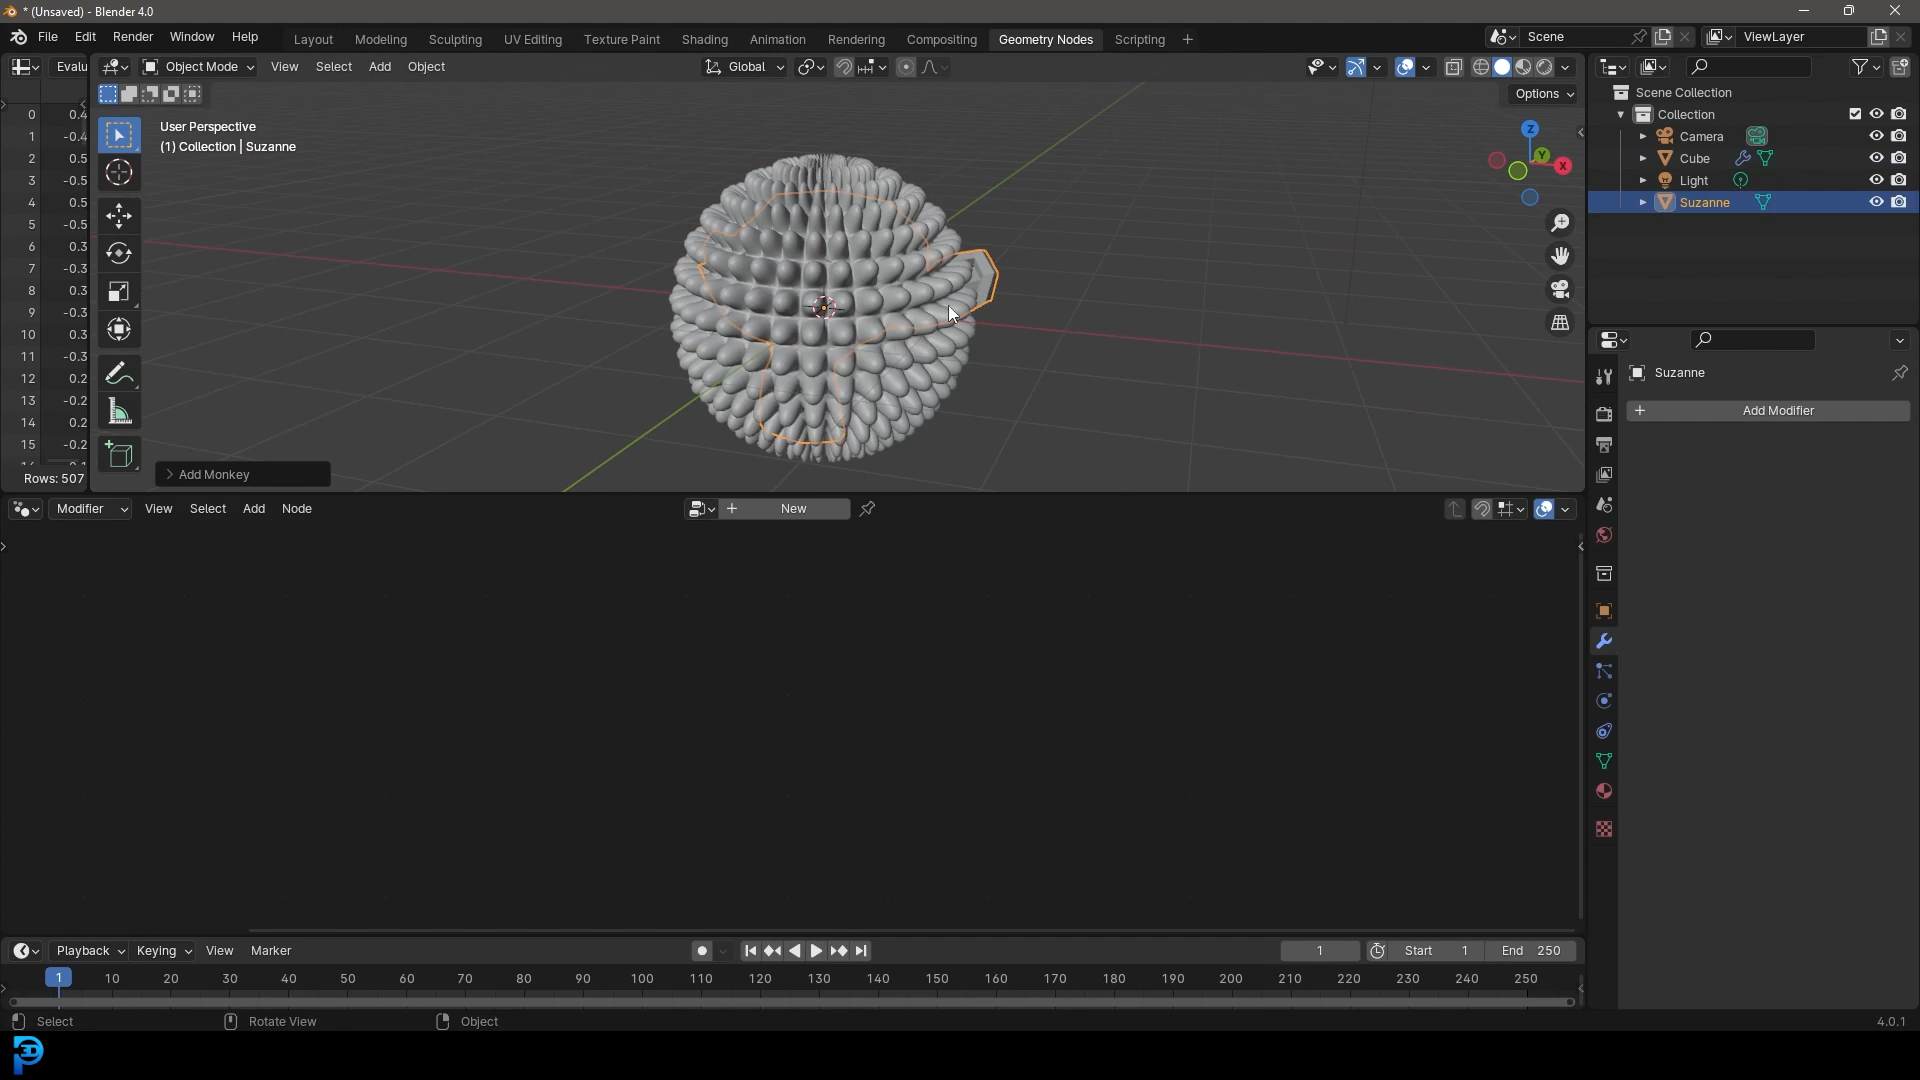 * (Unsaved) - Blender 4.0
File Edit Render Window Help Layout Modeling Sculpting UV Editing Texture Paint Shading Animation Rendering Compositing Geometry Nodes Scripting + Scene ViewLayer
Evalu Object Mode View Select Add Object Global
Options
User Perspective
(1) Collection | Suzanne
Z
Y
X
0 0.4
1 -0.4
2 0.5
3 -0.5
4 0.5
5 -0.5
6 0.3
7 -0.3
8 0.3
9 -0.3
10 0.3
11 -0.3
12 0.2
13 -0.2
14 0.2
15 -0.2
Rows: 507
Add Monkey
Scene Collection
Collection
Camera
Cube
Light
Suzanne
Suzanne
+ Add Modifier
Modifier View Select Add Node + New
Playback Keying View Marker 1 Start 1 End 250
1 10 20 30 40 50 60 70 80 90 100 110 120 130 140 150 160 170 180 190 200 210 220 230 240 250
Select Rotate View Object 4.0.1
3D